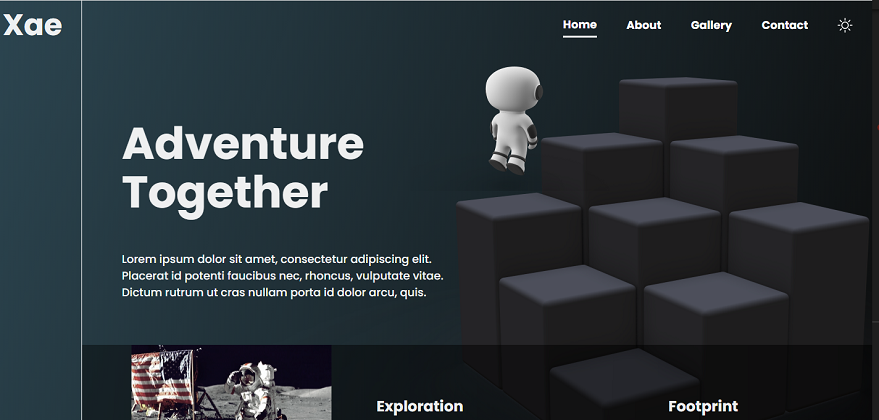 Xae
Home About Gallery Contact
Adventure
Together
Lorem ipsum dolor sit amet, consectetur adipiscing elit.
Placerat id potenti faucibus nec, rhoncus, vulputate vitae.
Dictum rutrum ut cras nullam porta id dolor arcu, quis.
Exploration Footprint